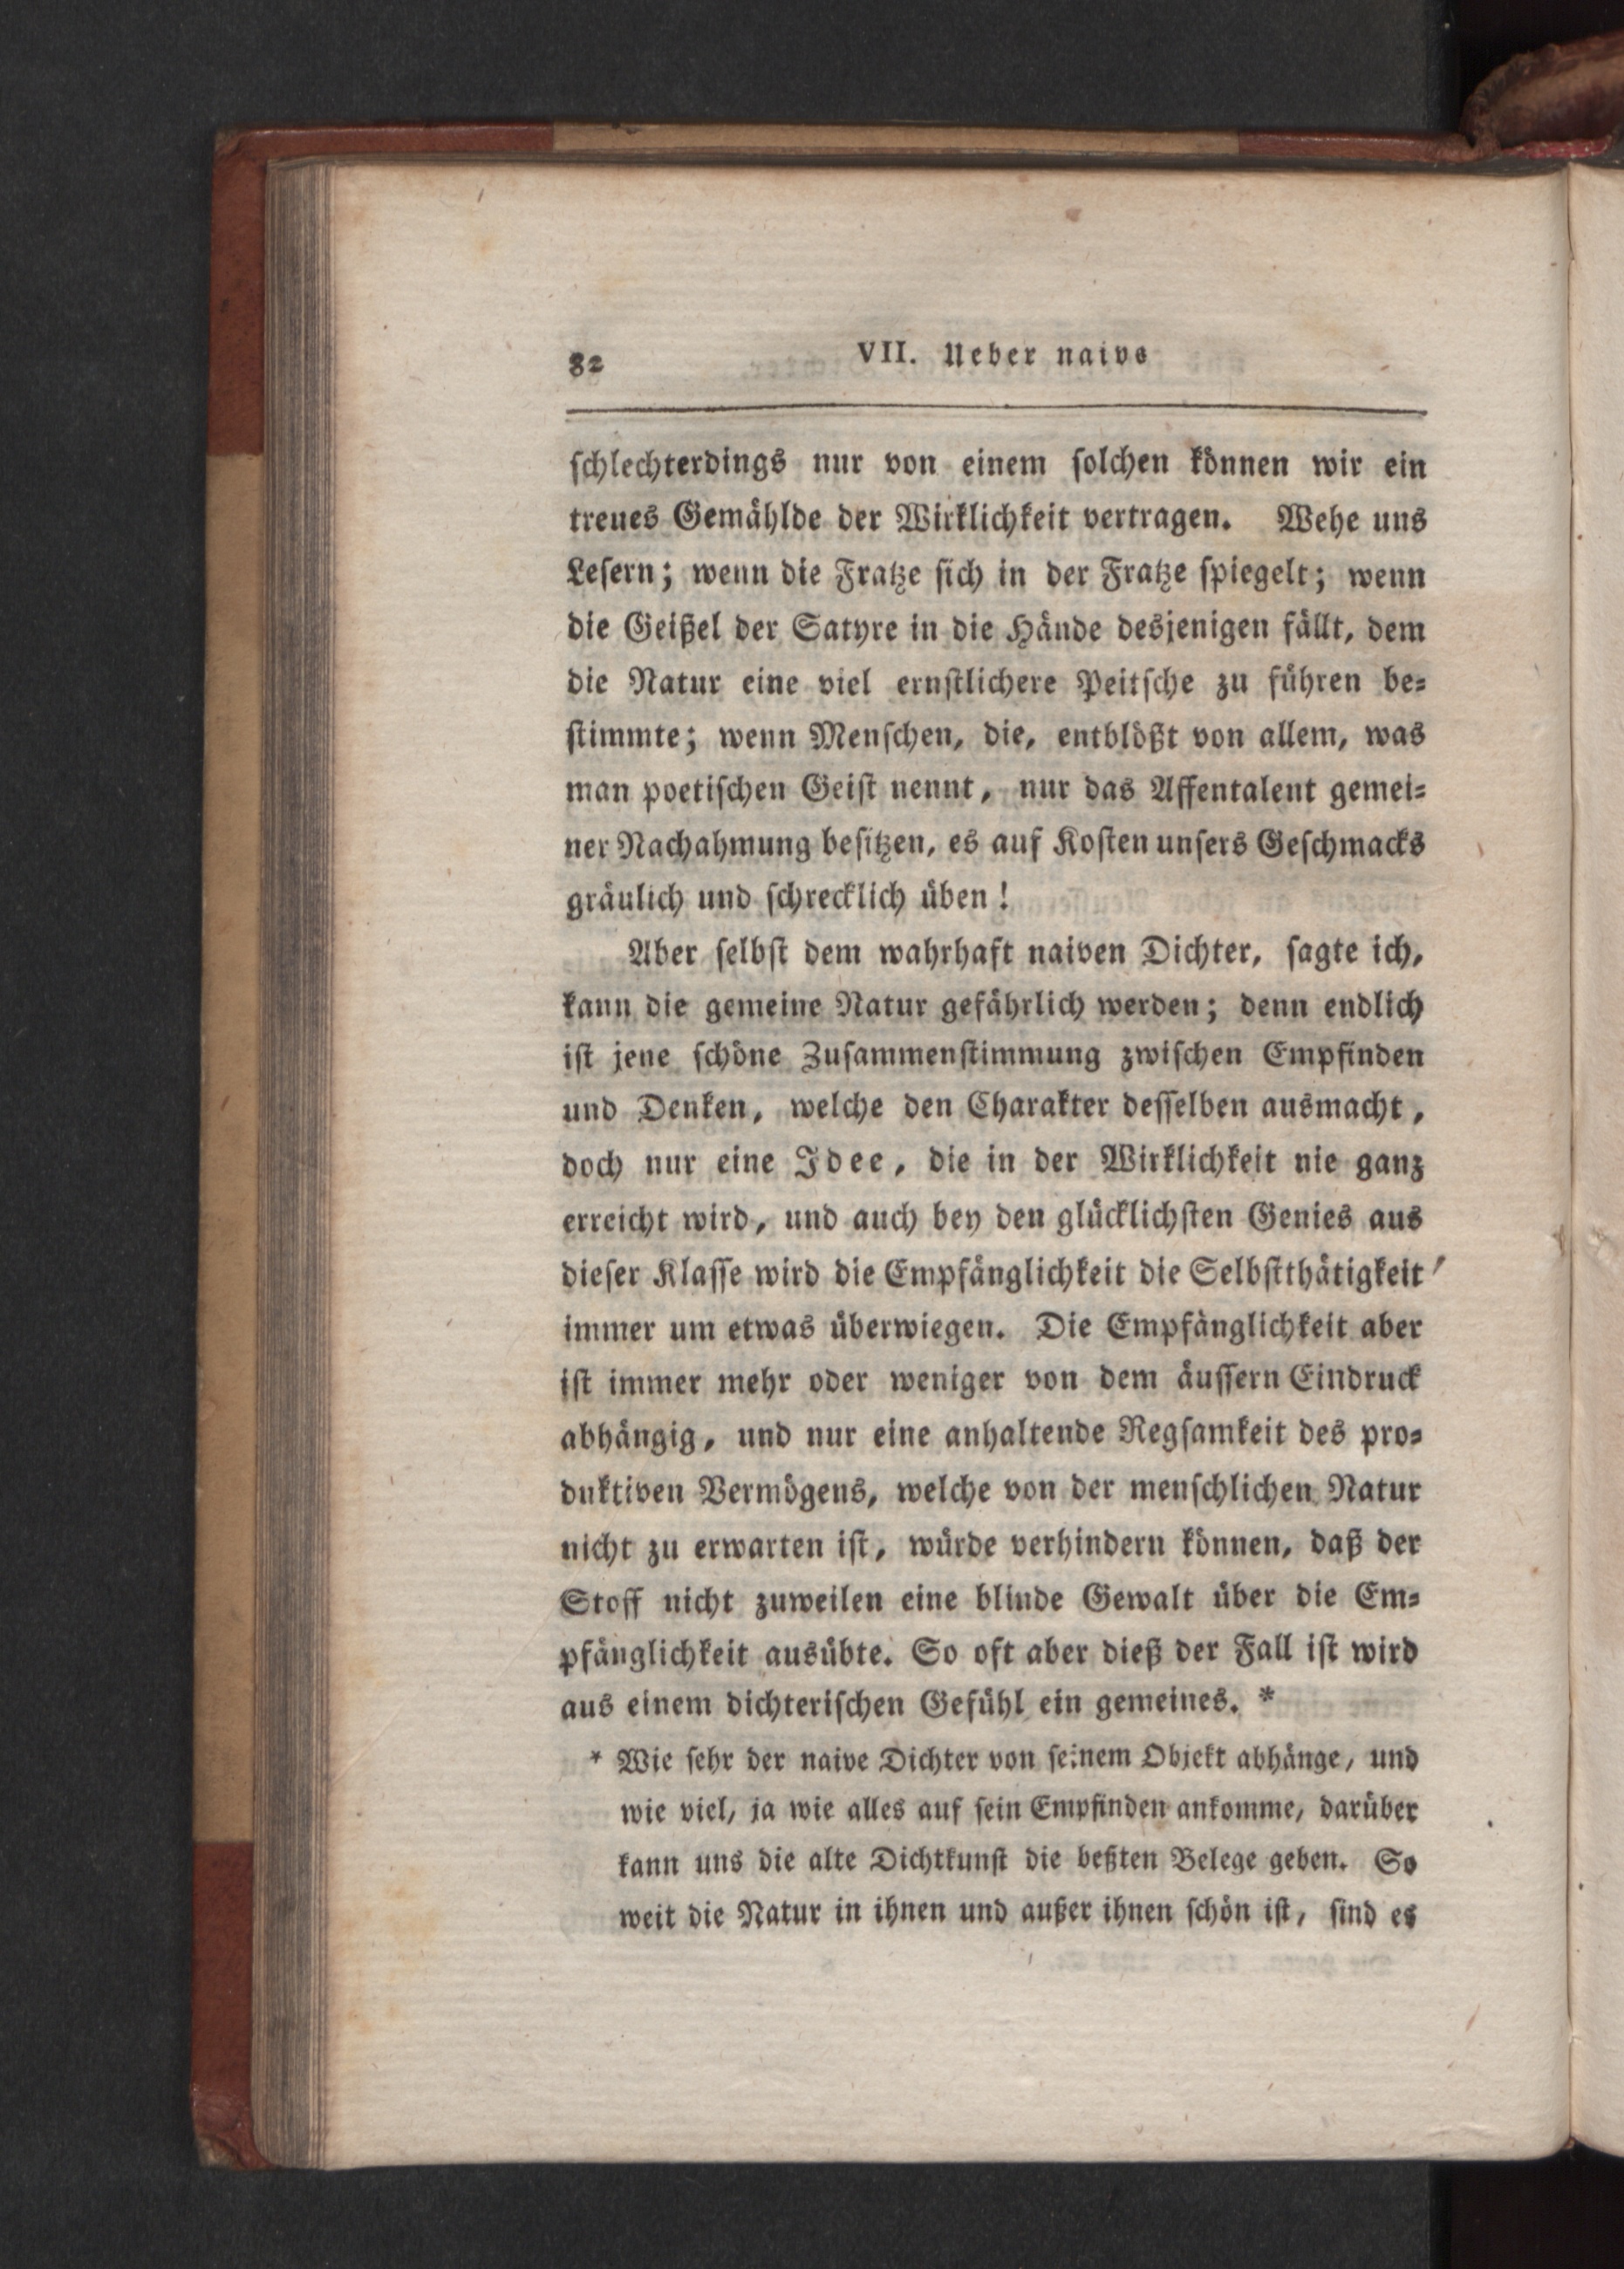 82
VII. Ueber naive
schlechterdings nur von einem solchen können wir ein
treues Gemählde der Wirklichkeit vertragen. Wehe uns
Lesern; wenn die Fratze sich in der Fratze spiegelt; wenn
die Geißel der Satyre in die Hände desjenigen fällt, dem
die Natur eine viel ernstlichere Peitsche zu führen be=
stimmte; wenn Menschen, die, entblößt von allem, was
man poetischen Geist nennt, nur das Affentalent gemei=
ner Nachahmung besitzen, es auf Kosten unsers Geschmacks
gräulich und schrecklich üben!
Aber selbst dem wahrhaft naiven Dichter, sagte ich,
kann die gemeine Natur gefährlich werden; denn endlich
ist jene schöne Zusammenstimmung zwischen Empfinden
und Denken, welche den Charakter desselben ausmacht,
doch nur eine Idee, die in der Wirklichkeit nie ganz
erreicht wird, und auch bey den glücklichsten Genies aus
dieser Klasse wird die Empfänglichkeit die Selbstthätigkeit
immer um etwas überwiegen. Die Empfänglichkeit aber
ist immer mehr oder weniger von dem äussern Eindruck
abhängig, und nur eine anhaltende Regsamkeit des pro=
duktiven Vermögens, welche von der menschlichen Natur
nicht zu erwarten ist, würde verhindern können, daß der
Stoff nicht zuweilen eine blinde Gewalt über die Em=
pfänglichkeit ausübte. So oft aber dieß der Fall ist wird
aus einem dichterischen Gefühl ein gemeines. *
* Wie sehr der naive Dichter von seinem Objekt abhänge, und
wie viel, ja wie alles auf sein Empfinden ankomme, darüber
kann uns die alte Dichtkunst die beßten Belege geben. So
weit die Natur in ihnen und außer ihnen schön ist, sind es